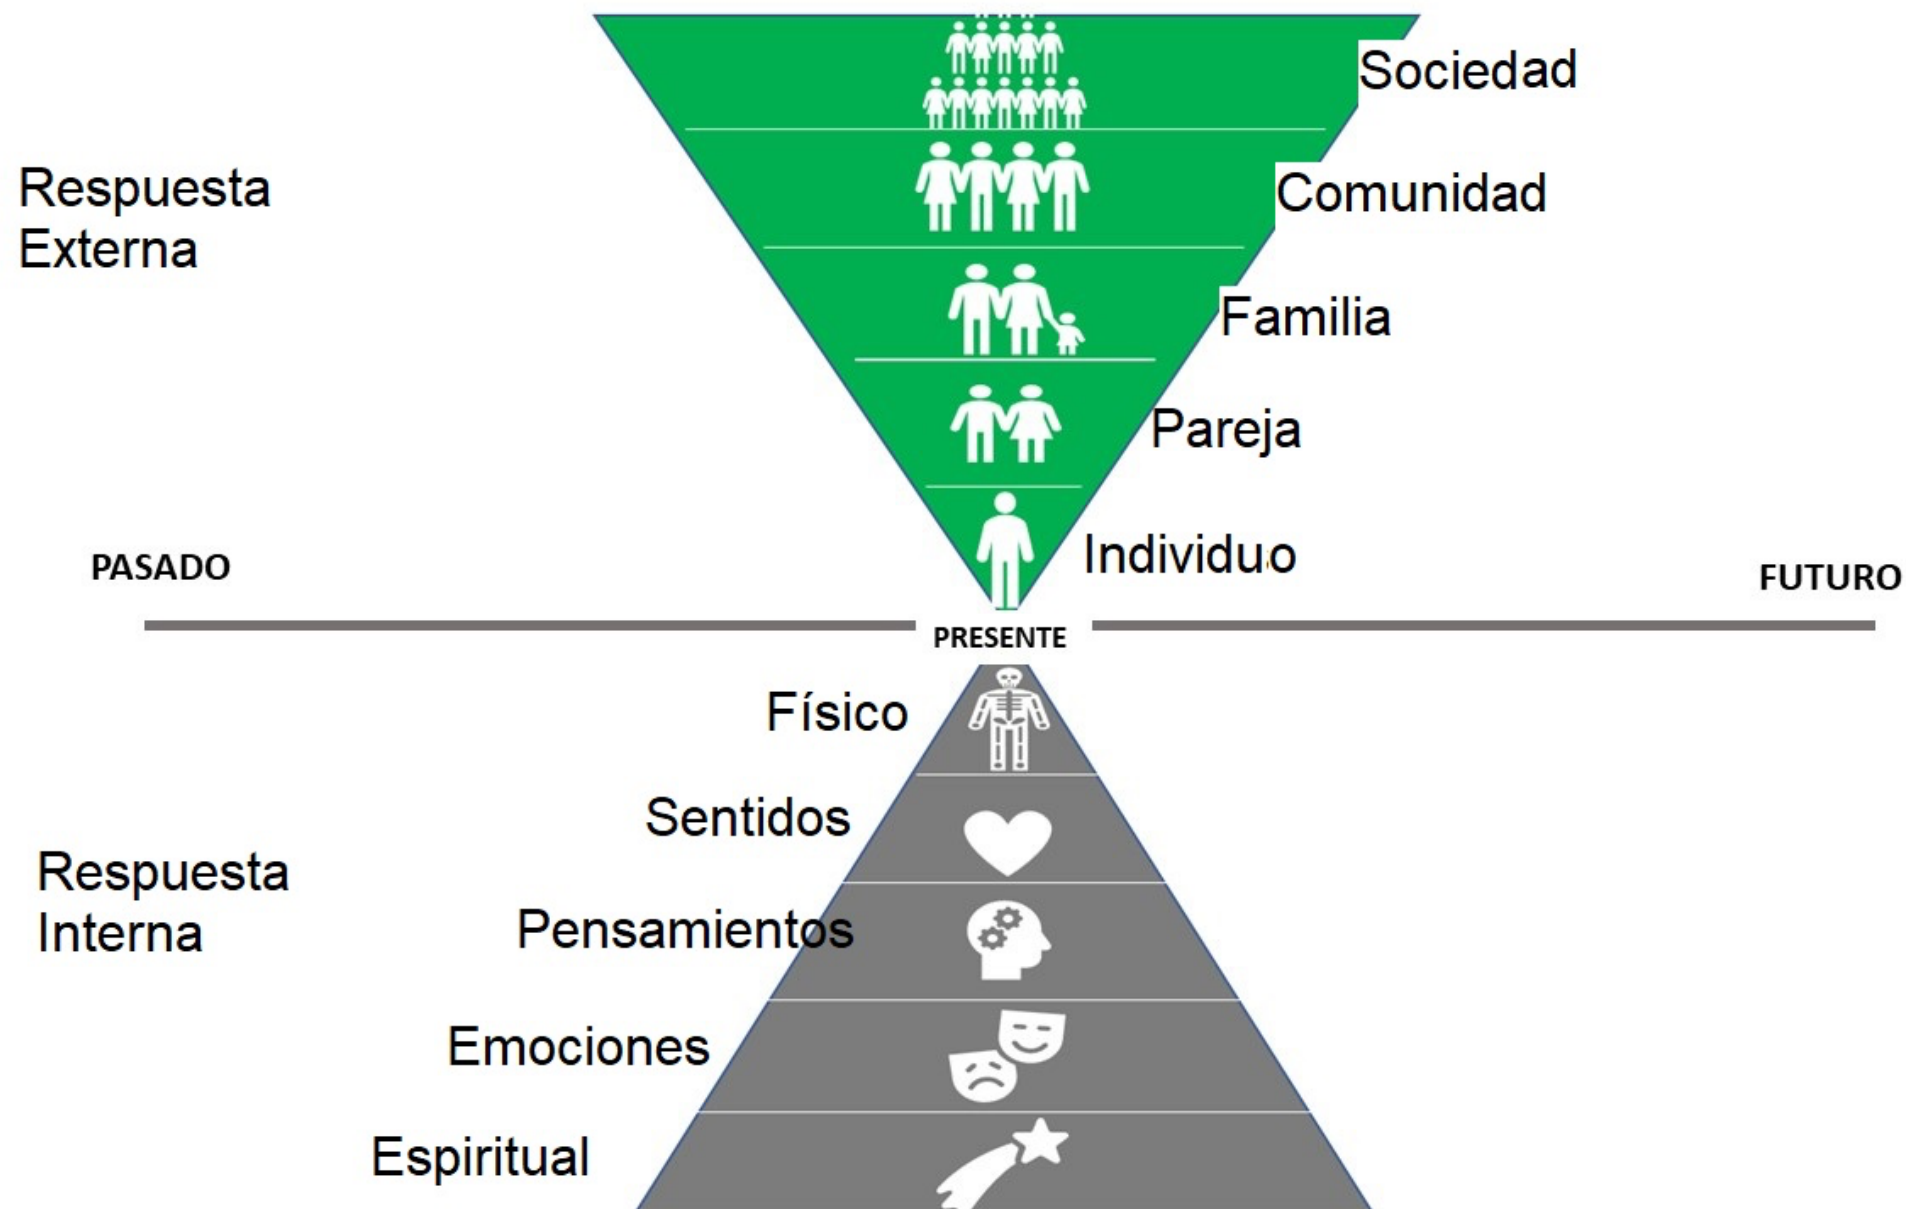 Sociedad
Respuesta
Externa
Comunidad
Familia
Pareja
Individuo
PASADO
FUTURO
PRESENTE
Físico
Sentidos
Respuesta
Interna
Pensamientos
Emociones
Espiritual